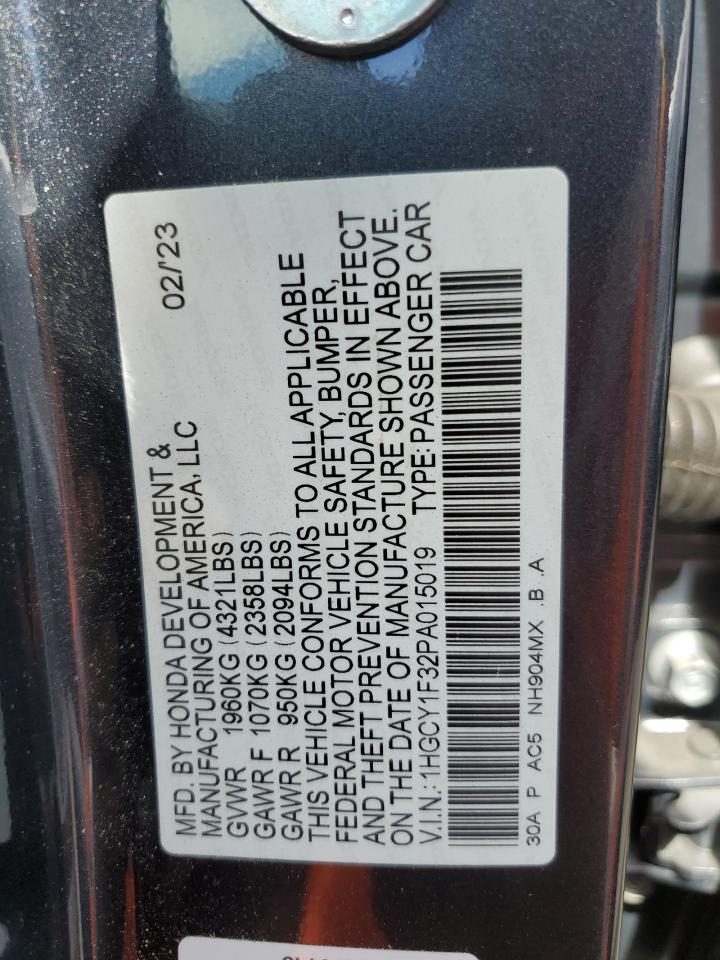 MFD. BY HONDA DEVELOPMENT & 02/'23
MANUFACTURING OF AMERICA, LLC
GVWR 1960KG (4321LBS)
GAWR F 1070KG (2358LBS)
GAWR R 950KG (2094LBS)
THIS VEHICLE CONFORMS TO ALL APPLICABLE
FEDERAL MOTOR VEHICLE SAFETY, BUMPER,
AND THEFT PREVENTION STANDARDS IN EFFECT
ON THE DATE OF MANUFACTURE SHOWN ABOVE.
V.I.N.: 1HGCY1F32PA015019 TYPE: PASSENGER CAR
30A P AC5 NH904MX .B .A